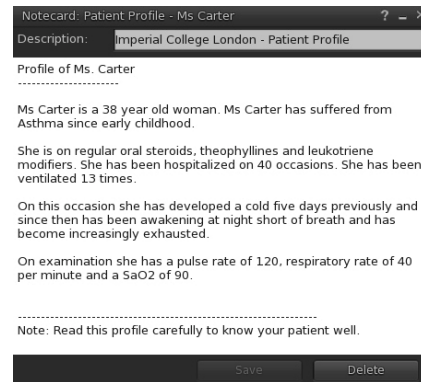 Notecard: Patient Profile - Ms Carter ? _ ×
Description: Imperial College London - Patient Profile
Profile of Ms. Carter
----------------------
Ms Carter is a 38 year old woman. Ms Carter has suffered from
Asthma since early childhood.
She is on regular oral steroids, theophyllines and leukotriene
modifiers. She has been hospitalized on 40 occasions. She has been
ventilated 13 times.
On this occasion she has developed a cold five days previously and
since then has been awakening at night short of breath and has
become increasingly exhausted.
On examination she has a pulse rate of 120, respiratory rate of 40
per minute and a SaO2 of 90.
-----------------------------------------------------------------
Note: Read this profile carefully to know your patient well.
Save Delete